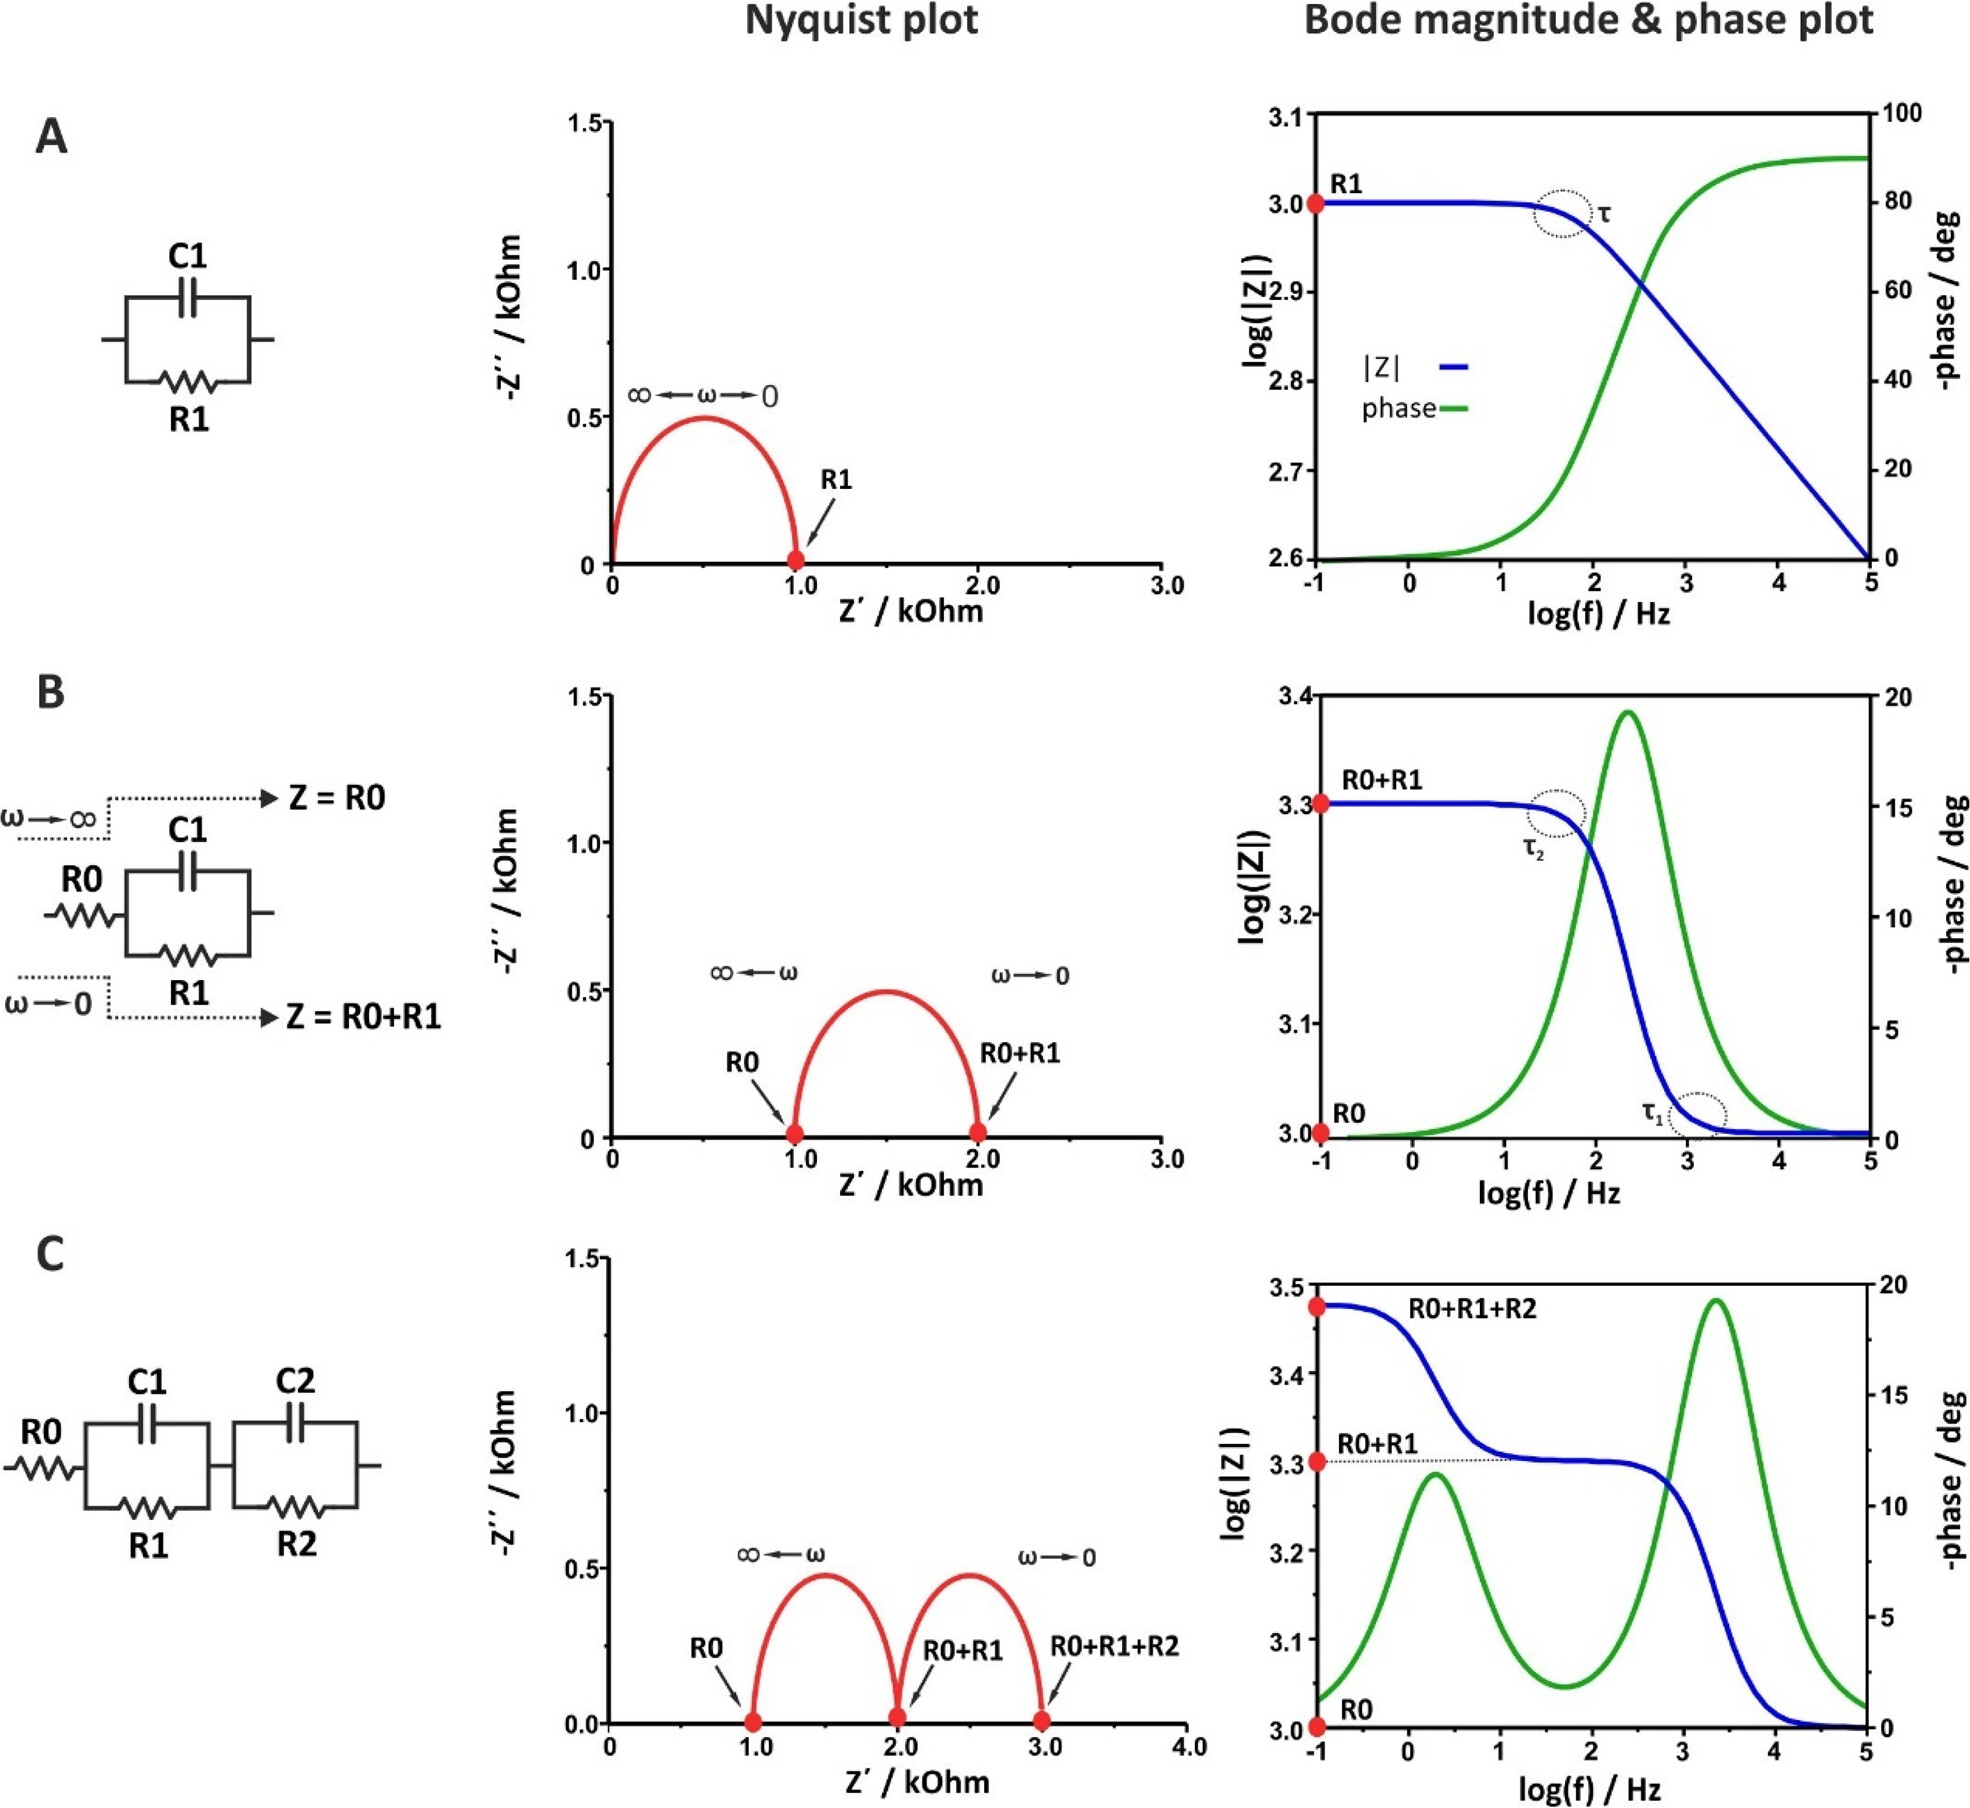 Nyquist plot
Bode magnitude & phase plot
A
C1
R1
-Z´´ / kOhm
1.5
1.0
0.5
0
∞ ← ω → 0
R1
0 1.0 2.0 3.0
Z´ / kOhm
log(|Z|)
3.1
3.0
2.9
2.8
2.7
2.6
R1
τ
|Z|
phase
100
80
60
40
20
0
-phase / deg
-1 0 1 2 3 4 5
log(f) / Hz
B
ω → ∞
Z = R0
C1
R0
R1
ω → 0
Z = R0+R1
-Z´´ / kOhm
1.5
1.0
0.5
0
∞ ← ω
ω → 0
R0
R0+R1
0 1.0 2.0 3.0
Z´ / kOhm
log(|Z|)
3.4
3.3
3.2
3.1
3.0
R0+R1
τ2
τ1
R0
20
15
10
5
0
-phase / deg
-1 0 1 2 3 4 5
log(f) / Hz
C
C1
C2
R0
R1
R2
-Z´´ / kOhm
1.5
1.0
0.5
0.0
∞ ← ω
ω → 0
R0
R0+R1
R0+R1+R2
0 1.0 2.0 3.0 4.0
Z´ / kOhm
log(|Z|)
3.5
3.4
3.3
3.2
3.1
3.0
R0+R1+R2
R0+R1
R0
20
15
10
5
0
-phase / deg
-1 0 1 2 3 4 5
log(f) / Hz